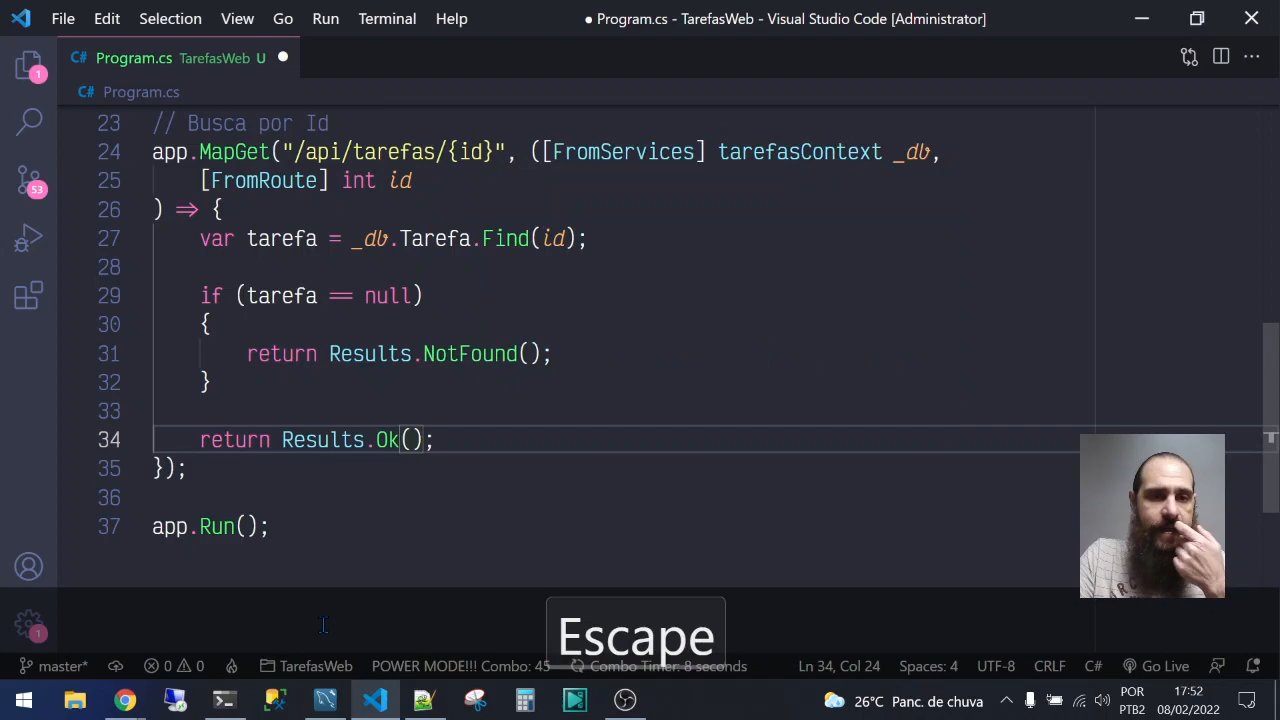 File Edit Selection View Go Run Terminal Help ● Program.cs - TarefasWeb - Visual Studio Code [Administrator]
C# Program.cs TarefasWeb U
C# Program.cs
1
53
1
23 // Busca por Id
24 app.MapGet("/api/tarefas/{id}", ([FromServices] tarefasContext _db,
25 [FromRoute] int id
26 ) => {
27 var tarefa = _db.Tarefa.Find(id);
28
29 if (tarefa == null)
30 {
31 return Results.NotFound();
32 }
33
34 return Results.Ok();
35 });
36
37 app.Run();
Escape
master* 0 0 TarefasWeb POWER MODE!!! Combo: 45 Combo Timer: 8 seconds Ln 34, Col 24 Spaces: 4 UTF-8 CRLF C# Go Live
26°C Panc. de chuva POR PTB2 17:52 08/02/2022